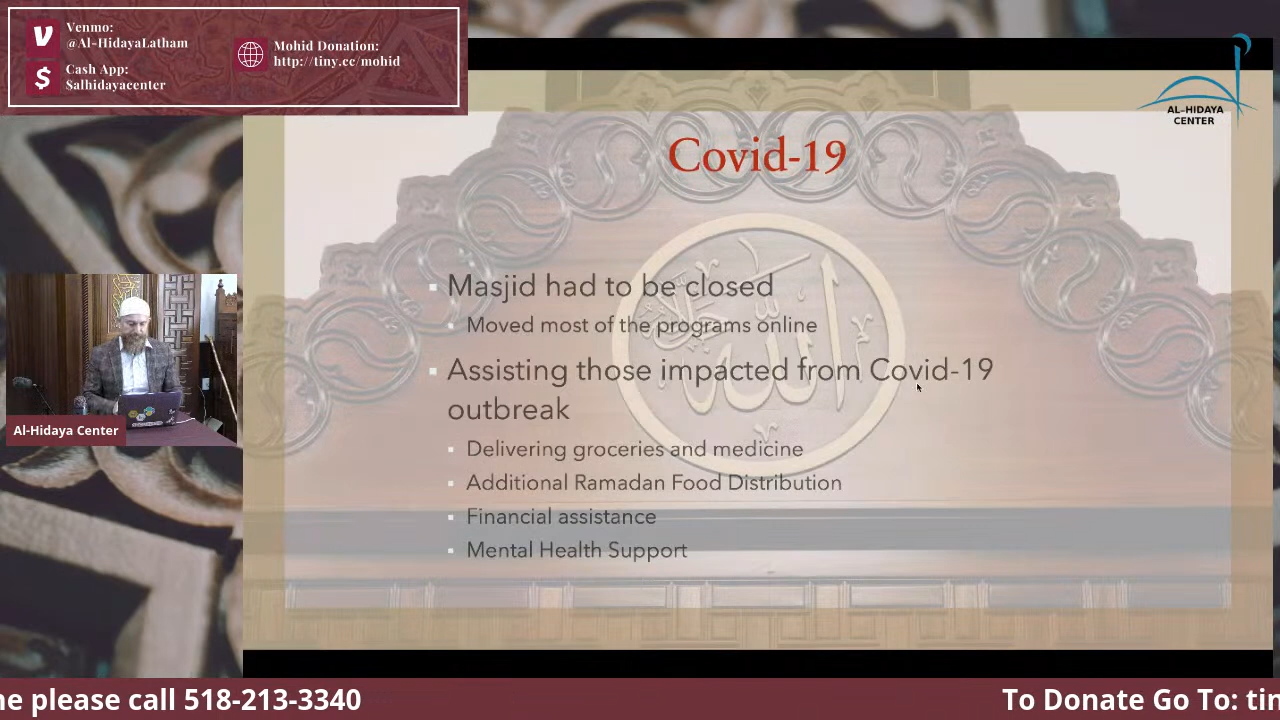 Venmo:
@Al-HidayaLatham
Cash App:
$alhidayacenter
Mohid Donation:
http://tiny.cc/mohid
AL-HIDAYA
CENTER
Covid-19
Masjid had to be closed
Moved most of the programs online
Assisting those impacted from Covid-19
outbreak
Delivering groceries and medicine
Additional Ramadan Food Distribution
Financial assistance
Mental Health Support
الله
Al-Hidaya Center
ne please call 518-213-3340
To Donate Go To: tin